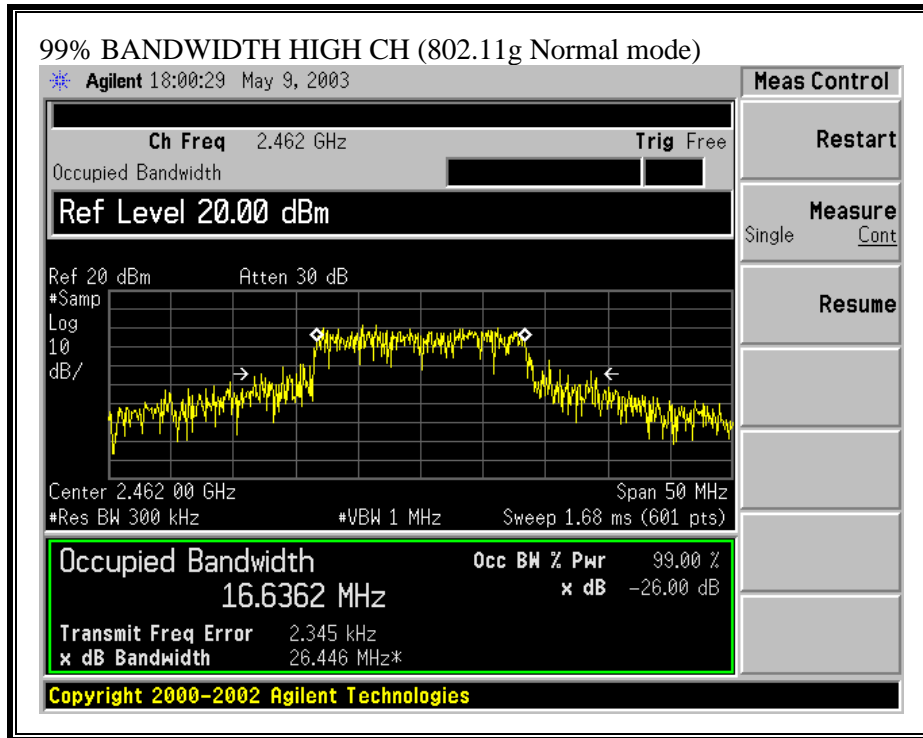 99% BANDWIDTH HIGH CH (802.11g Normal mode)
Agilent 18:00:29 May 9, 2003
Meas Control
Ch Freq 2.462 GHz Trig Free
Occupied Bandwidth
Restart
Ref Level 20.00 dBm
Measure
Single Cont
Ref 20 dBm Atten 30 dB
#Samp
Log
10
dB/
Resume
Center 2.462 00 GHz Span 50 MHz
#Res BW 300 kHz #VBW 1 MHz Sweep 1.68 ms (601 pts)
Occupied Bandwidth Occ BW % Pwr 99.00 %
16.6362 MHz x dB -26.00 dB
Transmit Freq Error 2.345 kHz
x dB Bandwidth 26.446 MHz*
Copyright 2000-2002 Agilent Technologies